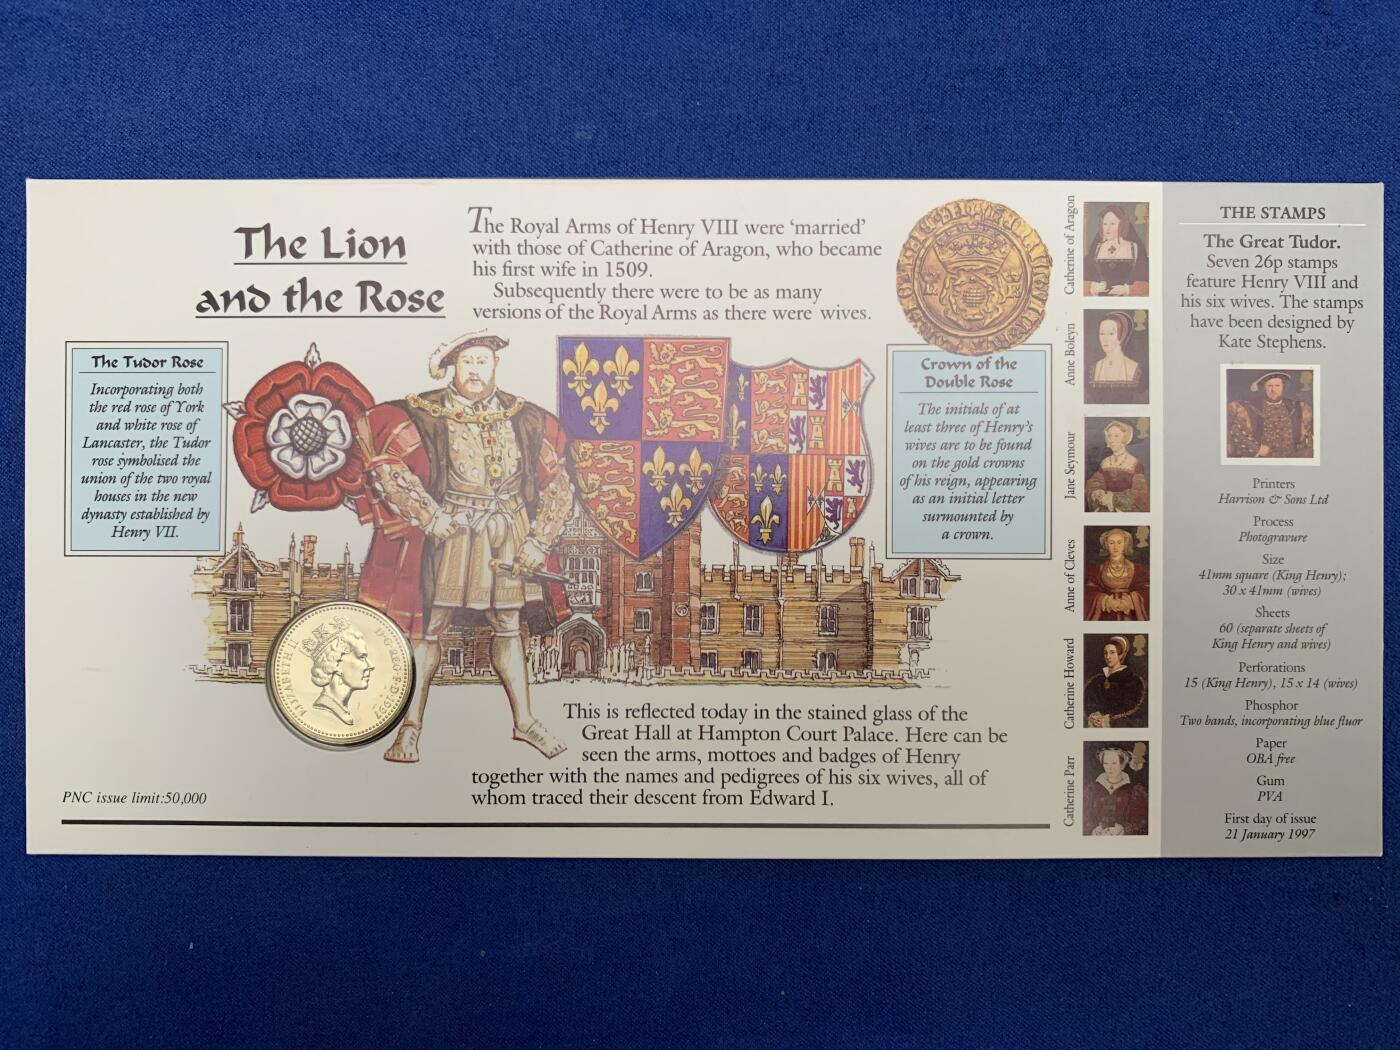 The Lion
and the Rose
The Royal Arms of Henry VIII were ‘married’
with those of Catherine of Aragon, who became
his first wife in 1509.
Subsequently there were to be as many
versions of the Royal Arms as there were wives.
The Tudor Rose
Incorporating both
the red rose of York
and white rose of
Lancaster, the Tudor
rose symbolised the
union of the two royal
houses in the new
dynasty established by
Henry VII.
Crown of the
Double Rose
The initials of at
least three of Henry's
wives are to be found
on the gold crowns
of his reign, appearing
as an initial letter
surmounted by
a crown.
ELIZABETH II D·G·REG·F·D·1997
This is reflected today in the stained glass of the
Great Hall at Hampton Court Palace. Here can be
seen the arms, mottoes and badges of Henry
together with the names and pedigrees of his six wives, all of
whom traced their descent from Edward I.
PNC issue limit:50,000
Catherine of Aragon
Anne Boleyn
Jane Seymour
Anne of Cleves
Catherine Howard
Catherine Parr
THE STAMPS
The Great Tudor.
Seven 26p stamps
feature Henry VIII and
his six wives. The stamps
have been designed by
Kate Stephens.
Printers
Harrison & Sons Ltd
Process
Photogravure
Size
41mm square (King Henry);
30 x 41mm (wives)
Sheets
60 (separate sheets of
King Henry and wives)
Perforations
15 (King Henry), 15 x 14 (wives)
Phosphor
Two bands, incorporating blue fluor
Paper
OBA free
Gum
PVA
First day of issue
21 January 1997